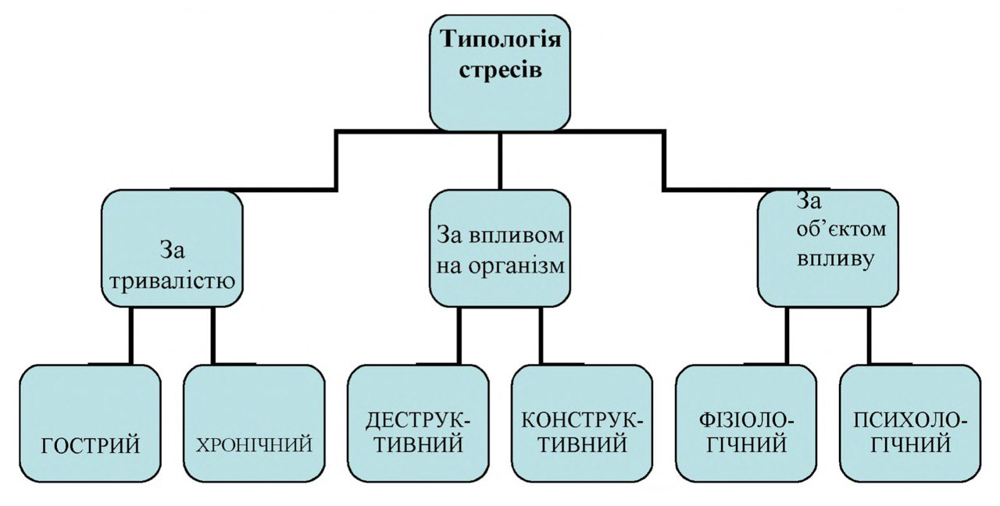 Типологія
стресів
За
тривалістю
За впливом
на організм
За
об’єктом
впливу
ГОСТРИЙ
ХРОНІЧНИЙ
ДЕСТРУК-
ТИВНИЙ
КОНСТРУК-
ТИВНИЙ
ФІЗІОЛО-
ГІЧНИЙ
ПСИХОЛО-
ГІЧНИЙ